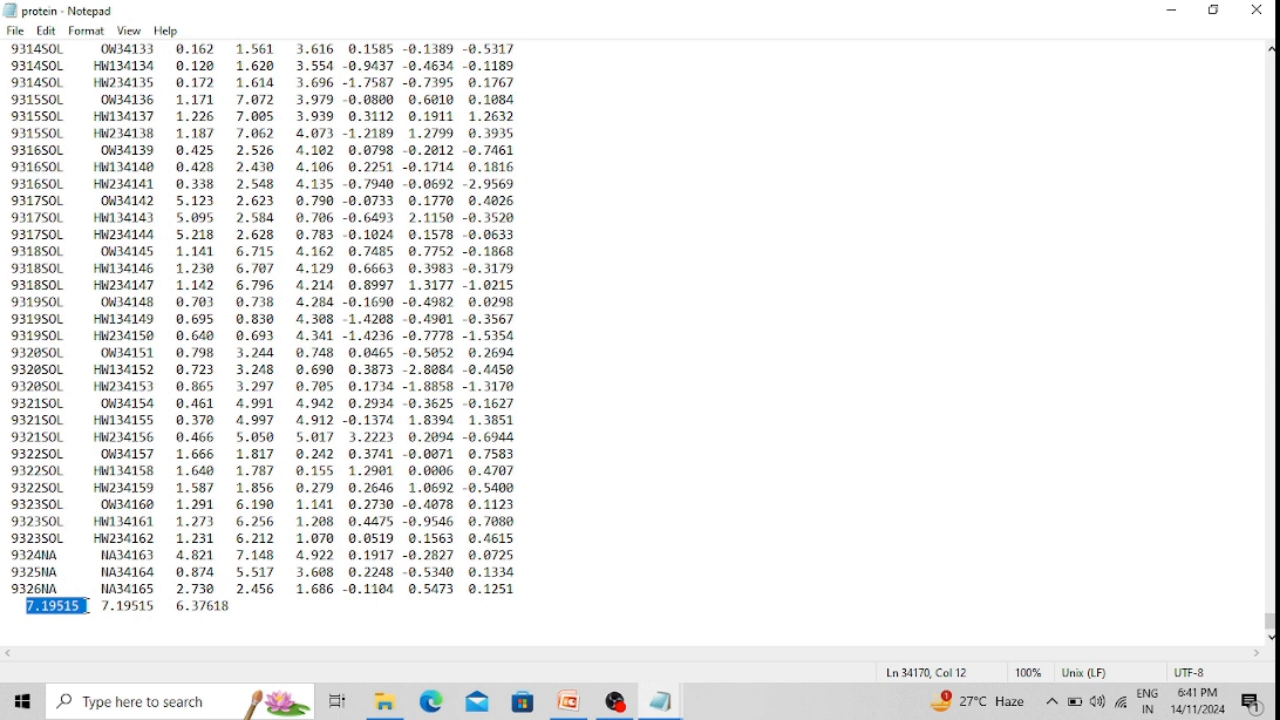 protein - Notepad
File Edit Format View Help
9314SOL OW34133 0.162 1.561 3.616 0.1585 -0.1389 -0.5317
9314SOL HW134134 0.120 1.620 3.554 -0.9437 -0.4634 -0.1189
9314SOL HW234135 0.172 1.614 3.696 -1.7587 -0.7395 0.1767
9315SOL OW34136 1.171 7.072 3.979 -0.0800 0.6010 0.1084
9315SOL HW134137 1.226 7.005 3.939 0.3112 0.1911 1.2632
9315SOL HW234138 1.187 7.062 4.073 -1.2189 1.2799 0.3935
9316SOL OW34139 0.425 2.526 4.102 0.0798 -0.2012 -0.7461
9316SOL HW134140 0.428 2.430 4.106 0.2251 -0.1714 0.1816
9316SOL HW234141 0.338 2.548 4.135 -0.7940 -0.0692 -2.9569
9317SOL OW34142 5.123 2.623 0.790 -0.0733 0.1770 0.4026
9317SOL HW134143 5.095 2.584 0.706 -0.6493 2.1150 -0.3520
9317SOL HW234144 5.218 2.628 0.783 -0.1024 0.1578 -0.0633
9318SOL OW34145 1.141 6.715 4.162 0.7485 0.7752 -0.1868
9318SOL HW134146 1.230 6.707 4.129 0.6663 0.3983 -0.3179
9318SOL HW234147 1.142 6.796 4.214 0.8997 1.3177 -1.0215
9319SOL OW34148 0.703 0.738 4.284 -0.1690 -0.4982 0.0298
9319SOL HW134149 0.695 0.830 4.308 -1.4208 -0.4901 -0.3567
9319SOL HW234150 0.640 0.693 4.341 -1.4236 -0.7778 -1.5354
9320SOL OW34151 0.798 3.244 0.748 0.0465 -0.5052 0.2694
9320SOL HW134152 0.723 3.248 0.690 0.3873 -2.8084 -0.4450
9320SOL HW234153 0.865 3.297 0.705 0.1734 -1.8858 -1.3170
9321SOL OW34154 0.461 4.991 4.942 0.2934 -0.3625 -0.1627
9321SOL HW134155 0.370 4.997 4.912 -0.1374 1.8394 1.3851
9321SOL HW234156 0.466 5.050 5.017 3.2223 0.2094 -0.6944
9322SOL OW34157 1.666 1.817 0.242 0.3741 -0.0071 0.7583
9322SOL HW134158 1.640 1.787 0.155 1.2901 0.0006 0.4707
9322SOL HW234159 1.587 1.856 0.279 0.2646 1.0692 -0.5400
9323SOL OW34160 1.291 6.190 1.141 0.2730 -0.4078 0.1123
9323SOL HW134161 1.273 6.256 1.208 0.4475 -0.9546 0.7080
9323SOL HW234162 1.231 6.212 1.070 0.0519 0.1563 0.4615
9324NA NA34163 4.821 7.148 4.922 0.1917 -0.2827 0.0725
9325NA NA34164 0.874 5.517 3.608 0.2248 -0.5340 0.1334
9326NA NA34165 2.730 2.456 1.686 -0.1104 0.5473 0.1251
7.19515 7.19515 6.37618
Ln 34170, Col 12 100% Unix (LF) UTF-8
Type here to search 27°C Haze ENG IN 6:41 PM 14/11/2024